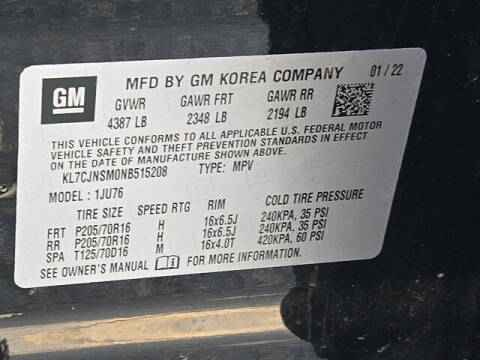 GM
MFD BY GM KOREA COMPANY 01/22
GVWR GAWR FRT GAWR RR
4387 LB 2348 LB 2194 LB
THIS VEHICLE CONFORMS TO ALL APPLICABLE U.S. FEDERAL MOTOR
VEHICLE SAFETY AND THEFT PREVENTION STANDARDS IN EFFECT
ON THE DATE OF MANUFACTURE SHOWN ABOVE.
KL7CJNSM0NB515208 TYPE: MPV
MODEL: 1JU76
TIRE SIZE SPEED RTG RIM COLD TIRE PRESSURE
FRT P205/70R16 H 16x6.5J 240KPA, 35 PSI
RR P205/70R16 H 16x6.5J 240KPA, 35 PSI
SPA T125/70D16 M 16x4.0T 420KPA, 60 PSI
SEE OWNER'S MANUAL FOR MORE INFORMATION.